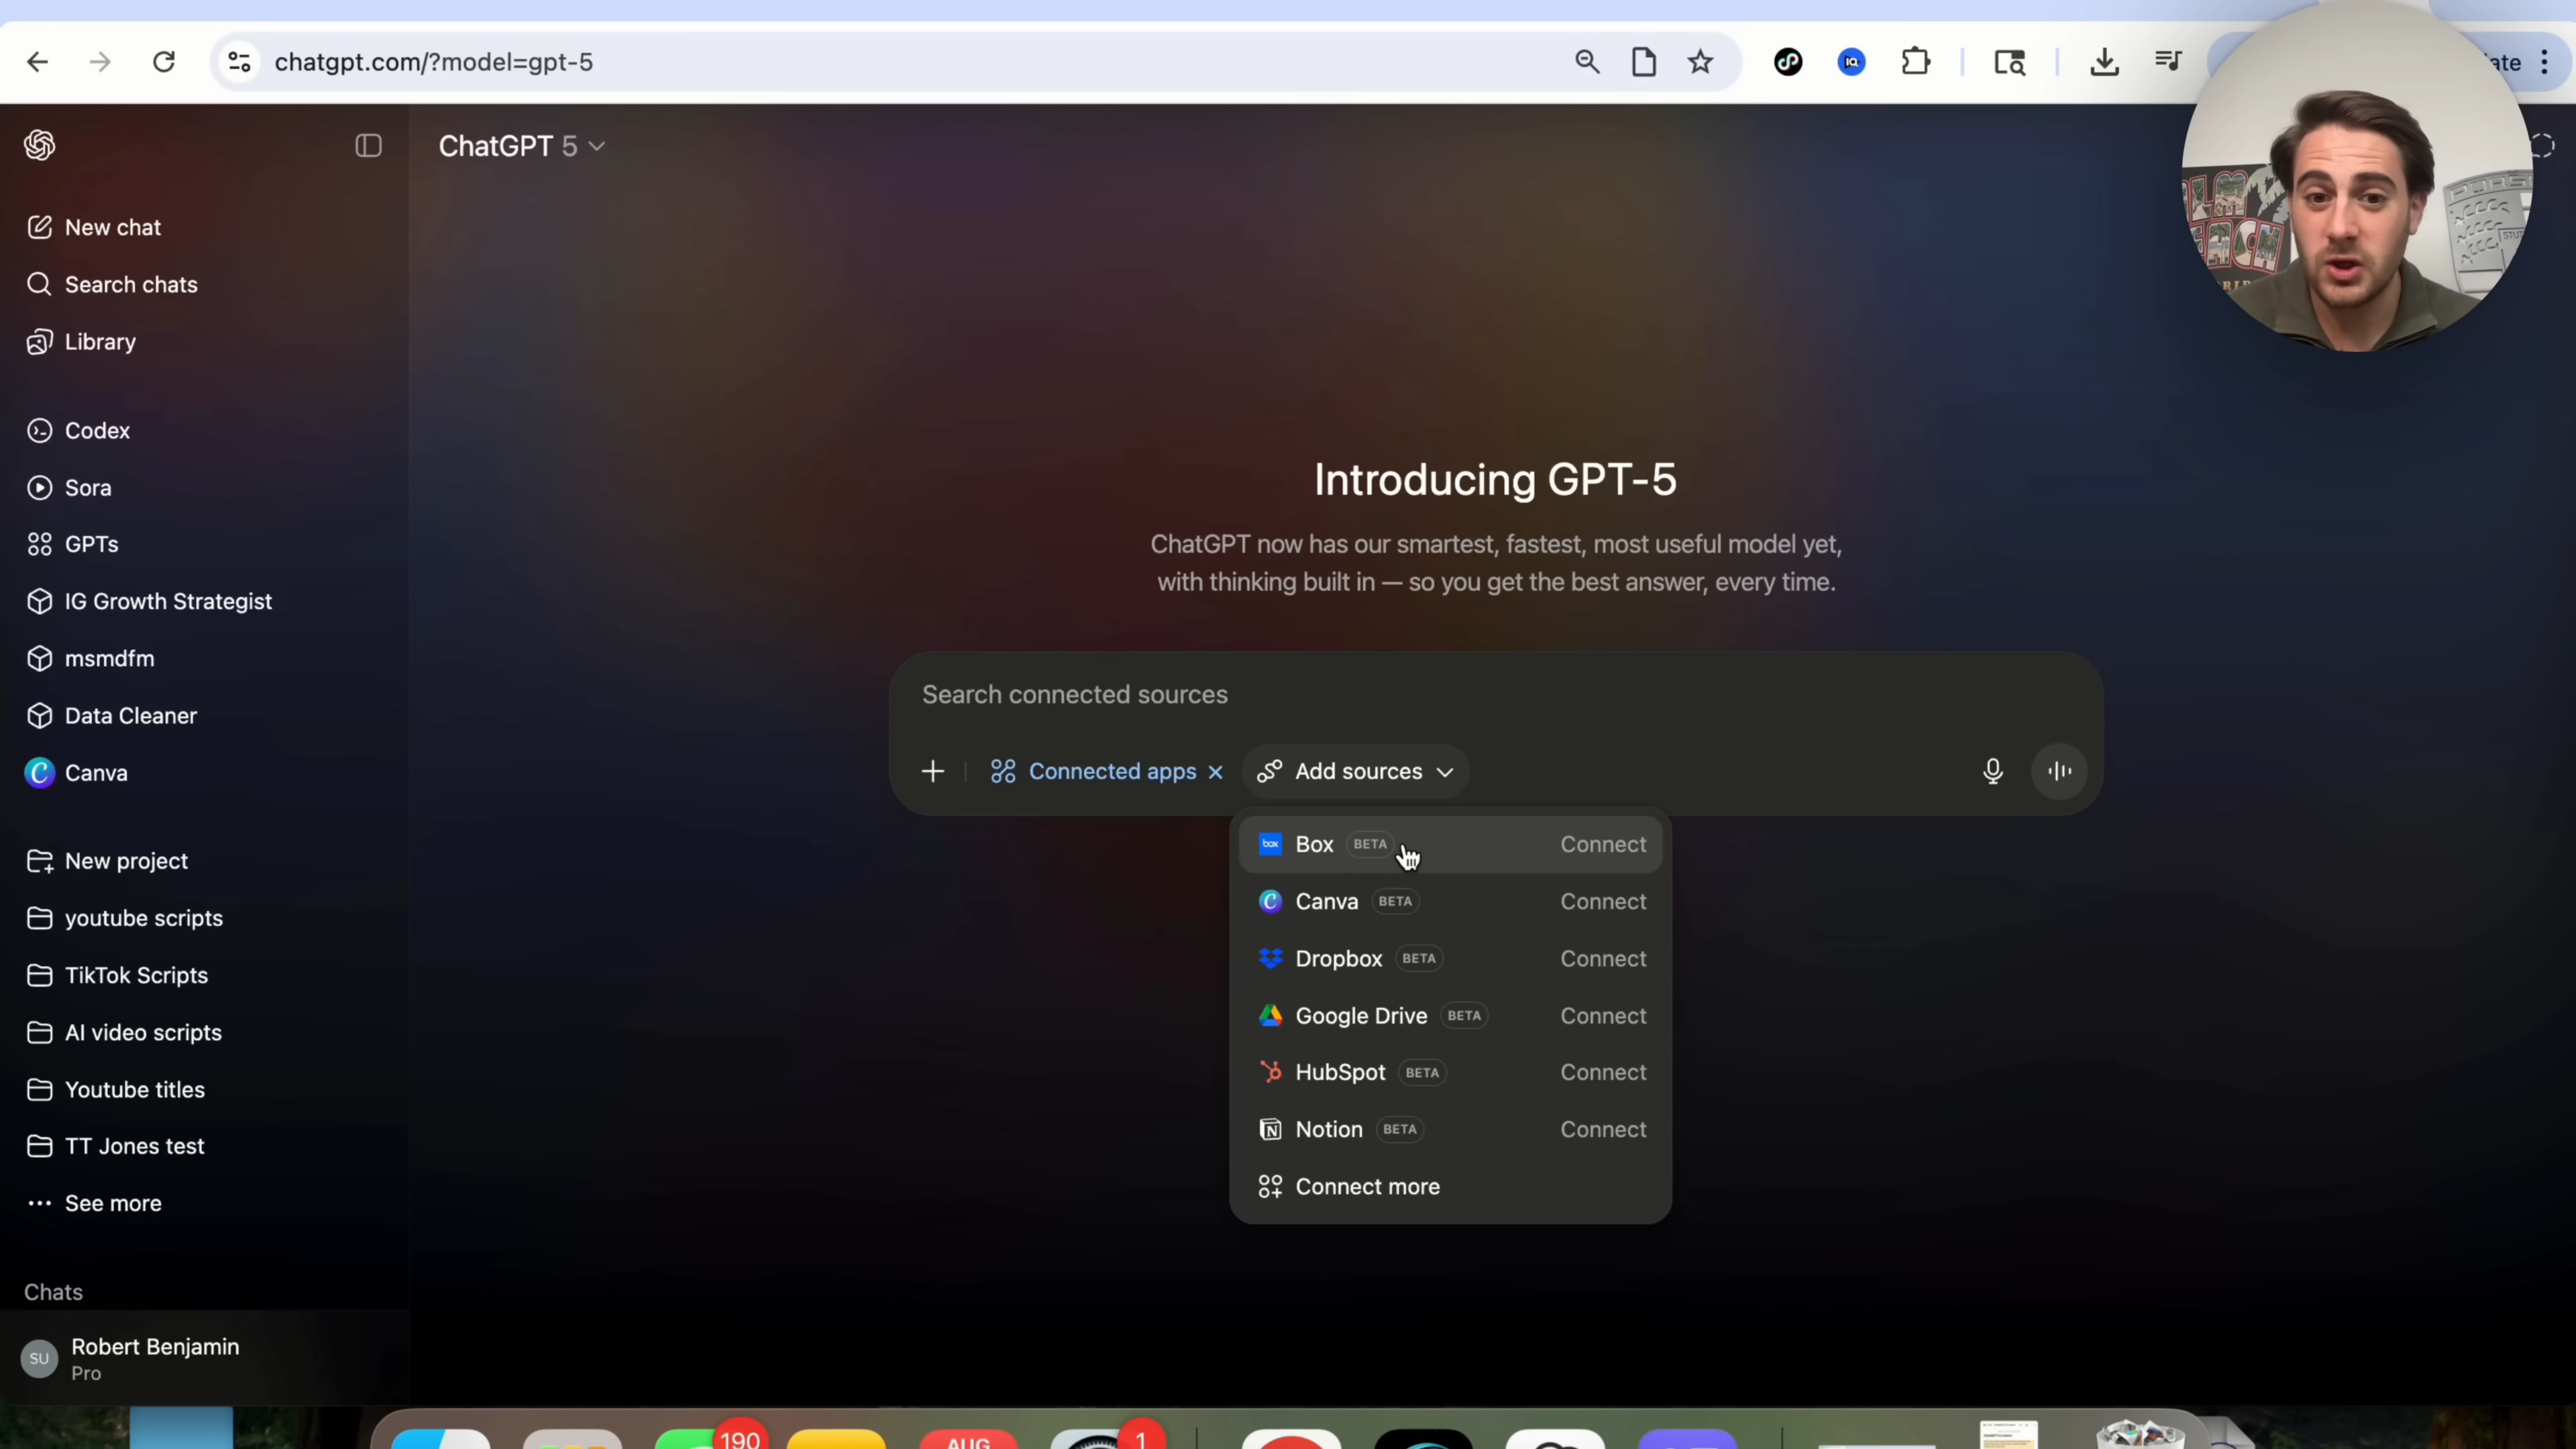 chatgpt.com/?model=gpt-5
ate
ChatGPT 5
New chat
Search chats
Library
Codex
Sora
GPTs
IG Growth Strategist
msmdfm
Data Cleaner
Canva
New project
youtube scripts
TikTok Scripts
AI video scripts
Youtube titles
TT Jones test
See more
Chats
SU
Robert Benjamin
Pro
Introducing GPT-5
ChatGPT now has our smartest, fastest, most useful model yet,
with thinking built in — so you get the best answer, every time.
Search connected sources
Connected apps
Add sources
box Box BETA Connect
Canva BETA Connect
Dropbox BETA Connect
Google Drive BETA Connect
HubSpot BETA Connect
Notion BETA Connect
Connect more
190
AUG
1